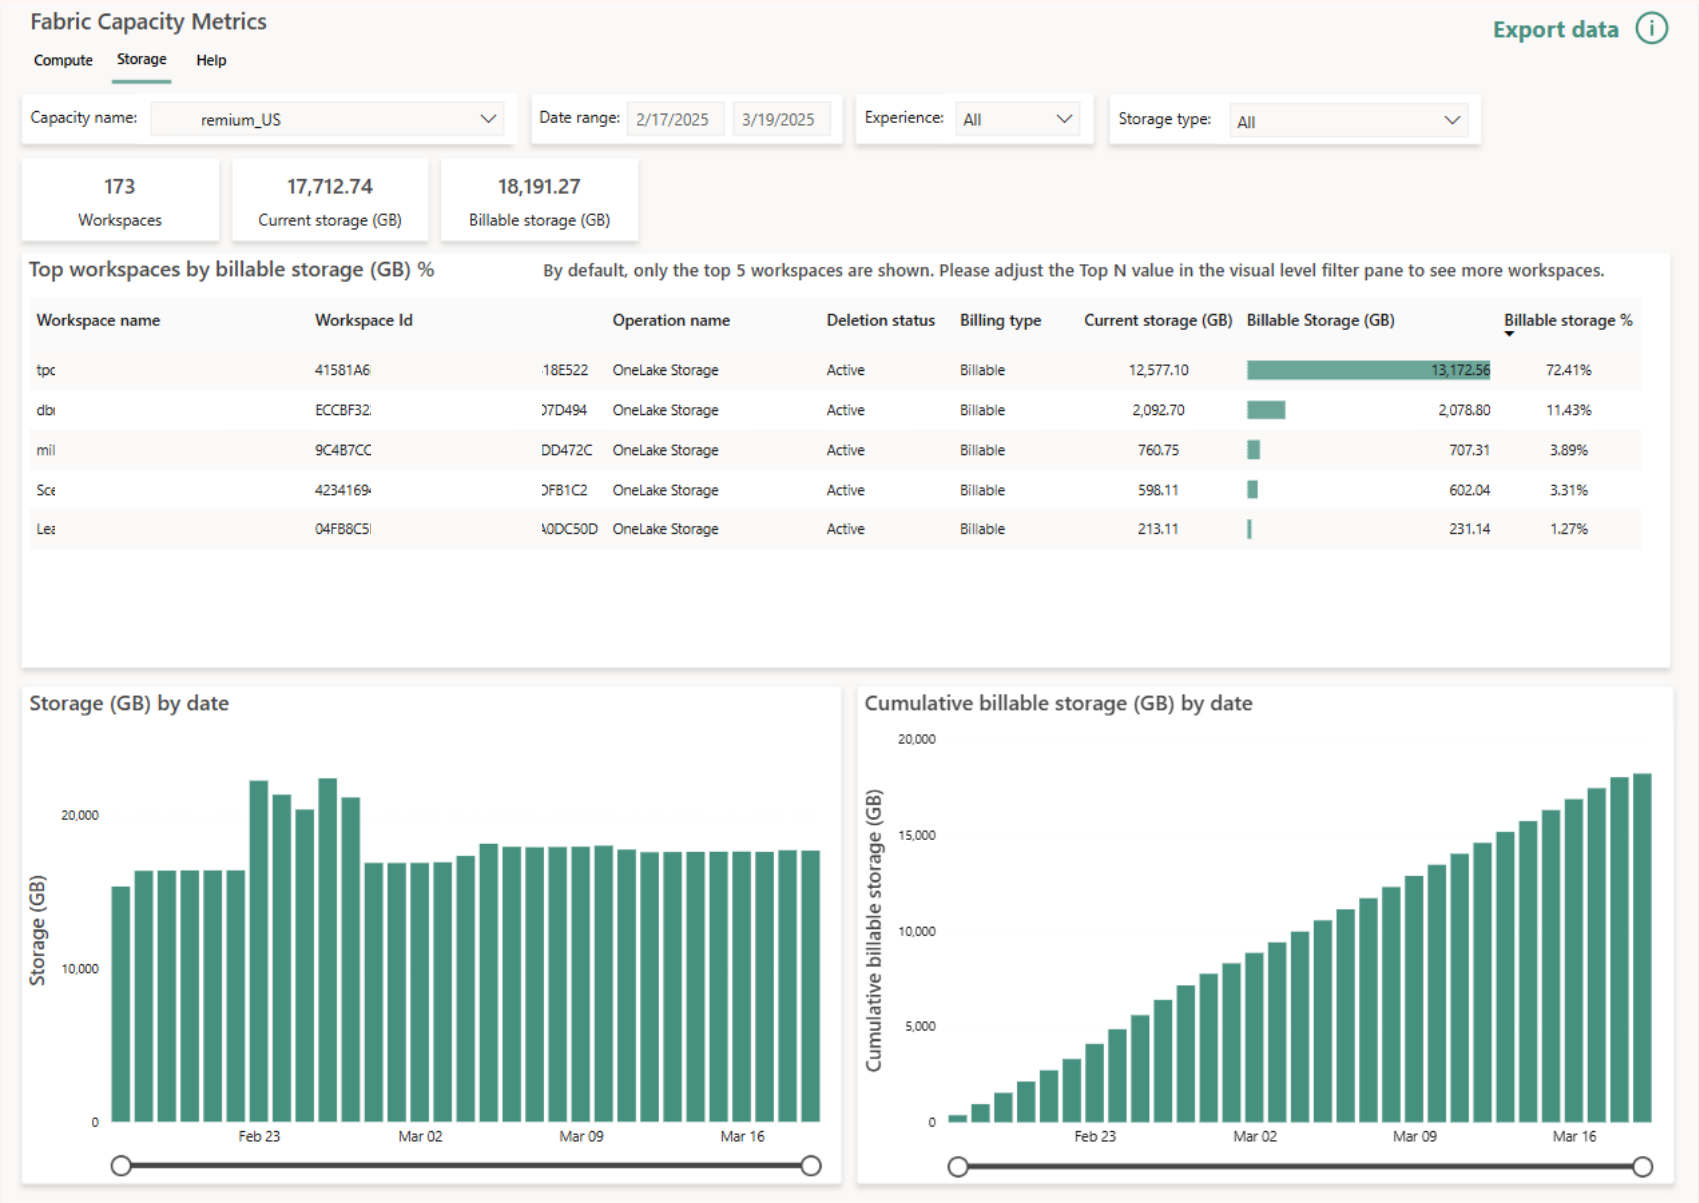 Fabric Capacity Metrics
Export data
Compute Storage Help
Capacity name: remium_US Date range: 2/17/2025 3/19/2025 Experience: All Storage type: All
173 17,712.74 18,191.27
Workspaces Current storage (GB) Billable storage (GB)
Top workspaces by billable storage (GB) % By default, only the top 5 workspaces are shown. Please adjust the Top N value in the visual level filter pane to see more workspaces.
Workspace name Workspace Id Operation name Deletion status Billing type Current storage (GB) Billable Storage (GB) Billable storage %
tpc 41581A6 18E522 OneLake Storage Active Billable 12,577.10 13,172.56 72.41%
db ECCBF32 D7D494 OneLake Storage Active Billable 2,092.70 2,078.80 11.43%
mil 9C4B7CC DD472C OneLake Storage Active Billable 760.75 707.31 3.89%
Sce 4234169 DFB1C2 OneLake Storage Active Billable 598.11 602.04 3.31%
Lea 04FB8C5 A0DC50D OneLake Storage Active Billable 213.11 231.14 1.27%
Storage (GB) by date
Storage (GB)
20,000
10,000
0
Feb 23 Mar 02 Mar 09 Mar 16
Cumulative billable storage (GB) by date
Cumulative billable storage (GB)
20,000
15,000
10,000
5,000
0
Feb 23 Mar 02 Mar 09 Mar 16